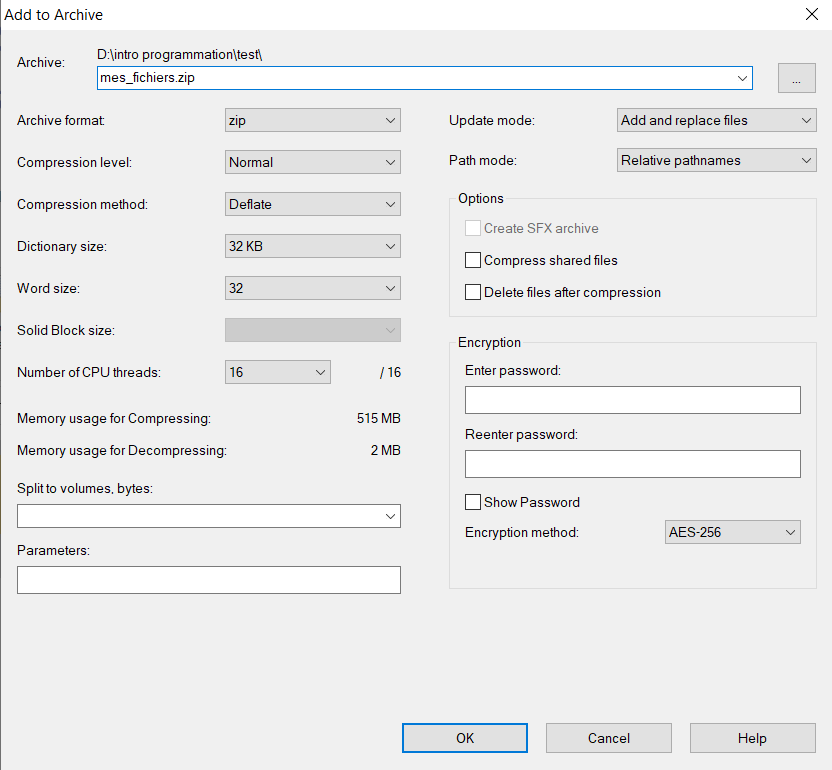 Add to Archive
Archive:
D:\intro programmation\test\
mes_fichiers.zip
...
Archive format:
zip
Compression level:
Normal
Compression method:
Deflate
Dictionary size:
32 KB
Word size:
32
Solid Block size:
Number of CPU threads:
16
/ 16
Memory usage for Compressing:
515 MB
Memory usage for Decompressing:
2 MB
Split to volumes, bytes:
Parameters:
Update mode:
Add and replace files
Path mode:
Relative pathnames
Options
Create SFX archive
Compress shared files
Delete files after compression
Encryption
Enter password:
Reenter password:
Show Password
Encryption method:
AES-256
OK
Cancel
Help